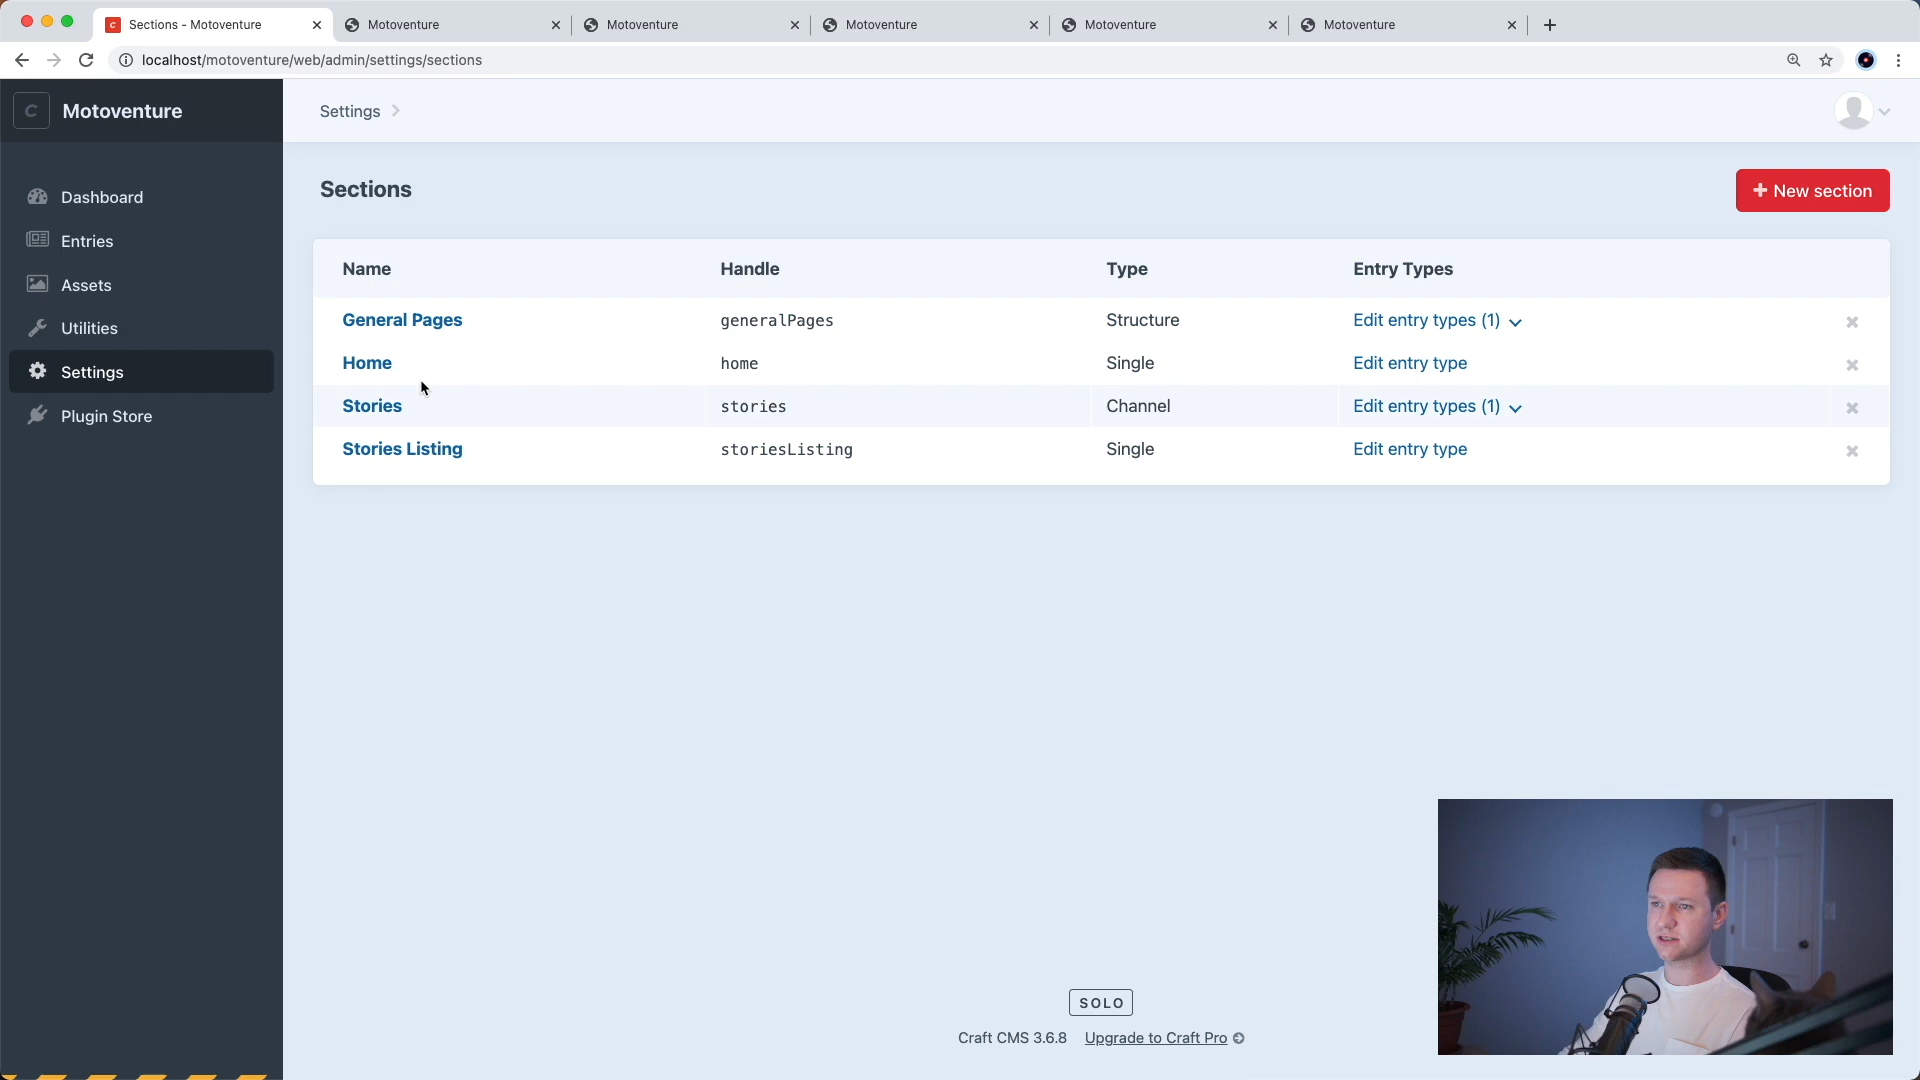 Sections - Motoventure
Motoventure
Motoventure
Motoventure
Motoventure
Motoventure
localhost/motoventure/web/admin/settings/sections
C Motoventure
Settings
Dashboard
Entries
Assets
Utilities
Settings
Plugin Store
Sections
+ New section
Name Handle Type Entry Types
General Pages generalPages Structure Edit entry types (1)
Home home Single Edit entry type
Stories stories Channel Edit entry types (1)
Stories Listing storiesListing Single Edit entry type
SOLO
Craft CMS 3.6.8 Upgrade to Craft Pro